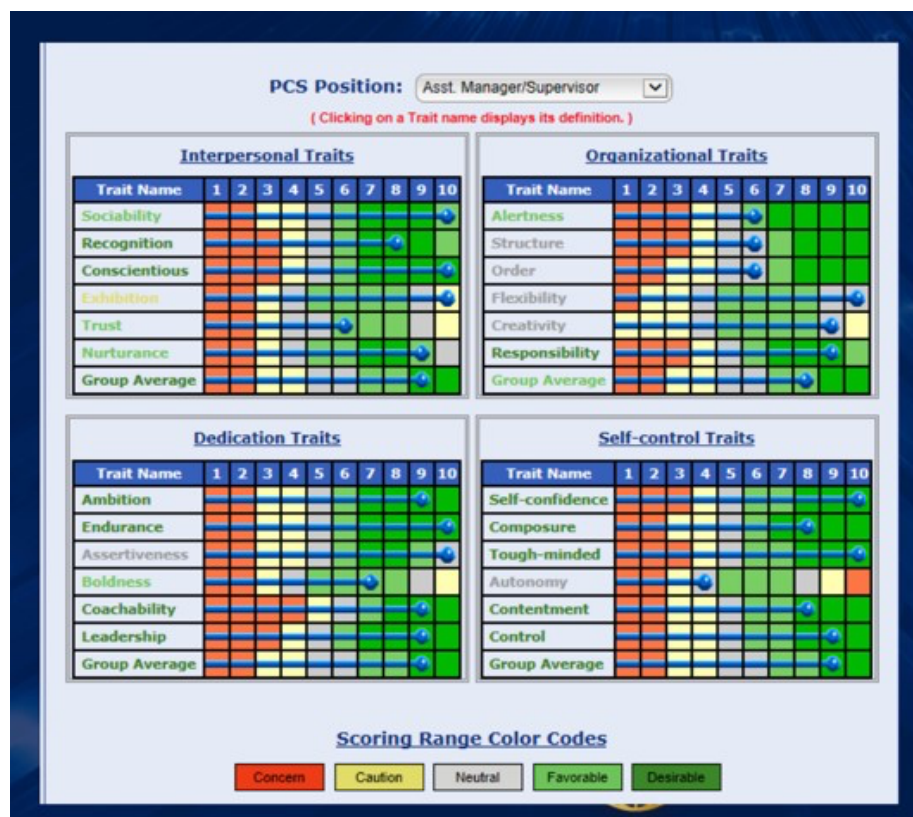 PCS Position: Asst. Manager/Supervisor
( Clicking on a Trait name displays its definition. )
Interpersonal Traits
Trait Name 1 2 3 4 5 6 7 8 9 10
Sociability
Recognition
Conscientious
Exhibition
Trust
Nurturance
Group Average
Organizational Traits
Trait Name 1 2 3 4 5 6 7 8 9 10
Alertness
Structure
Order
Flexibility
Creativity
Responsibility
Group Average
Dedication Traits
Trait Name 1 2 3 4 5 6 7 8 9 10
Ambition
Endurance
Assertiveness
Boldness
Coachability
Leadership
Group Average
Self-control Traits
Trait Name 1 2 3 4 5 6 7 8 9 10
Self-confidence
Composure
Tough-minded
Autonomy
Contentment
Control
Group Average
Scoring Range Color Codes
Concern Caution Neutral Favorable Desirable